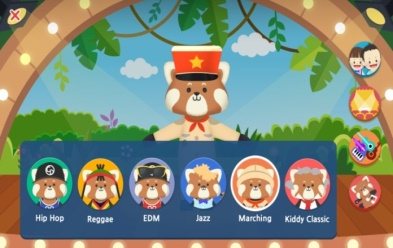 Hip Hop
Reggae
EDM
Jazz
Marching
Kiddy Classic